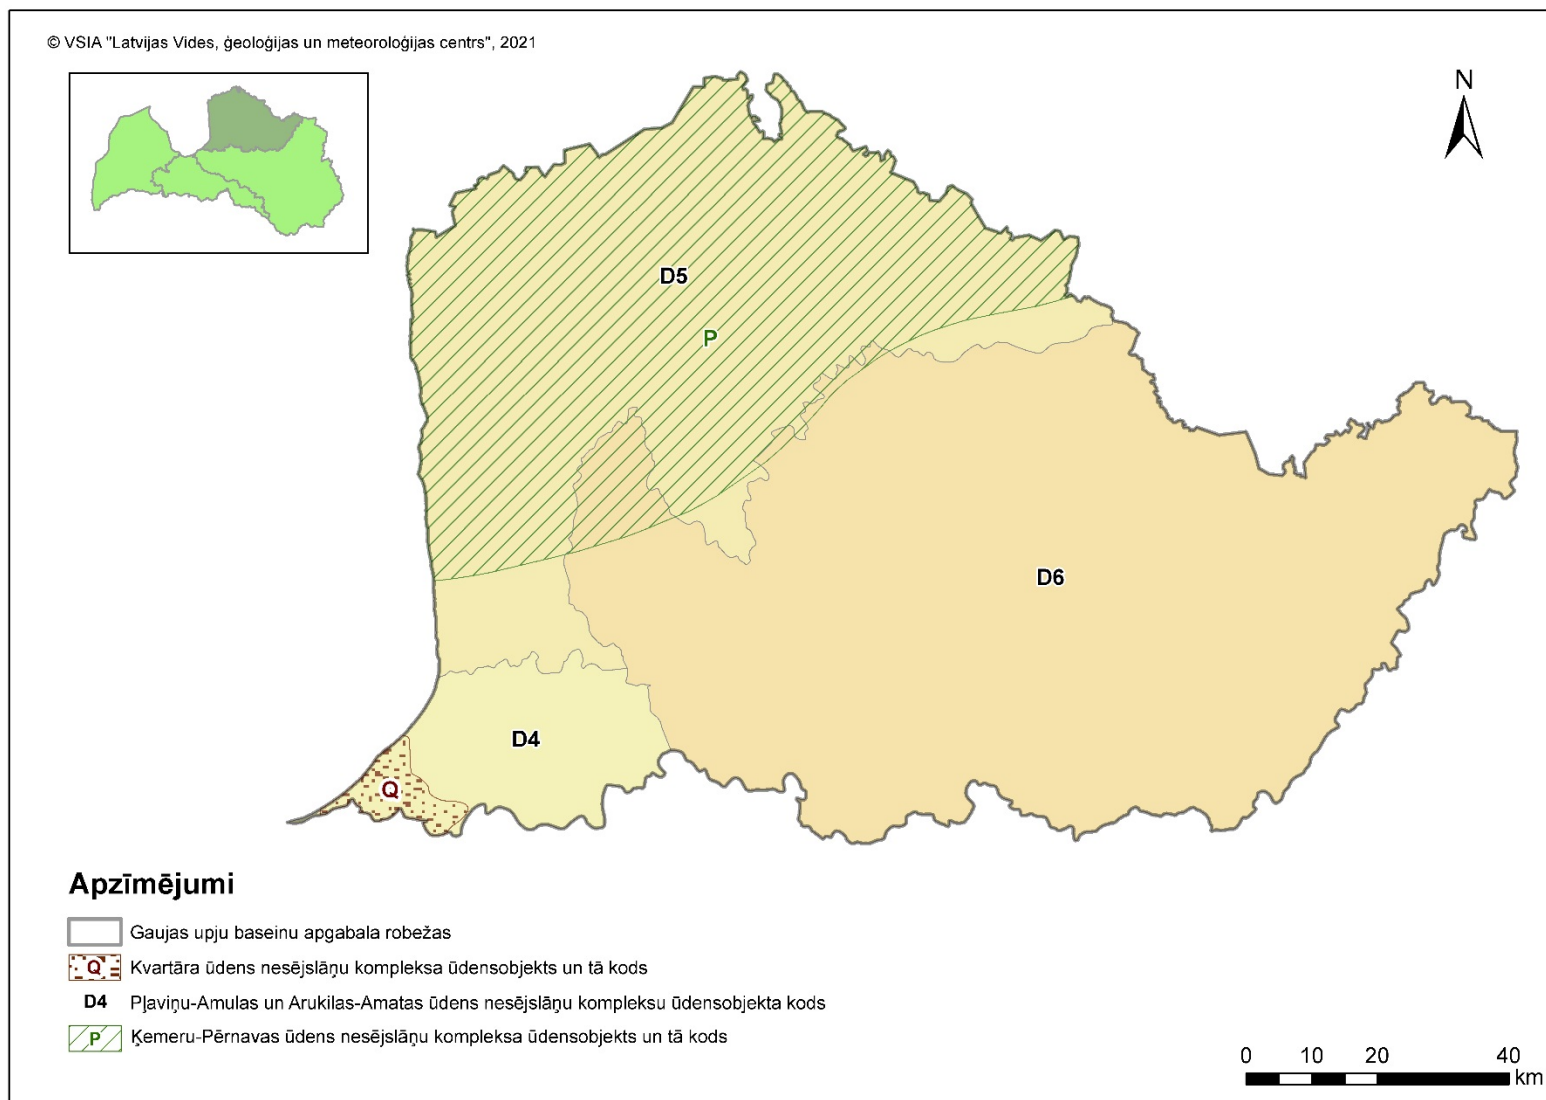 © VSIA "Latvijas Vides, ģeoloģijas un meteoroloģijas centrs", 2021
N
D5
P
D6
D4
Q
Apzīmējumi
Gaujas upju baseinu apgabala robežas
Q Kvartāra ūdens nesējslāņu kompleksa ūdensobjekts un tā kods
D4 Pļaviņu-Amulas un Arukilas-Amatas ūdens nesējslāņu kompleksu ūdensobjekta kods
P Ķemeru-Pērnavas ūdens nesējslāņu kompleksa ūdensobjekts un tā kods
0 10 20 40
km